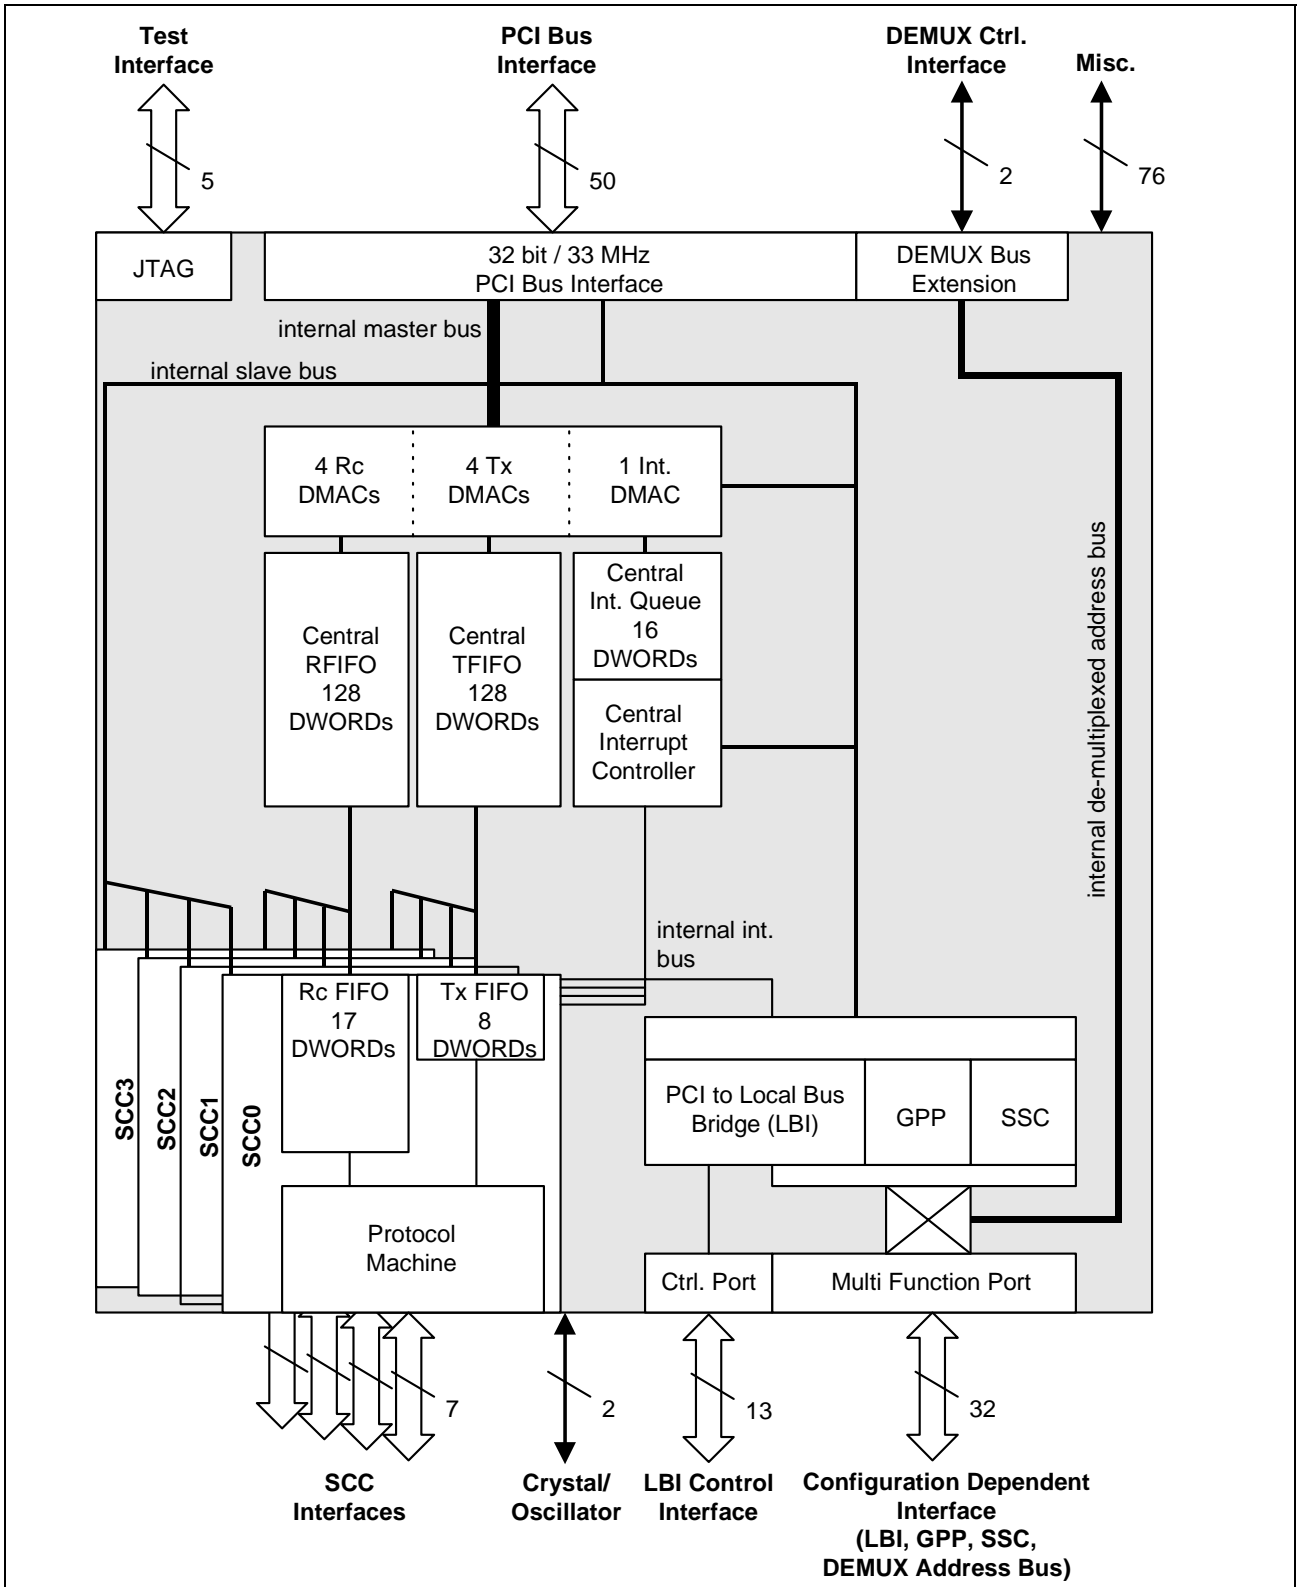 Test
Interface
PCI Bus
Interface
DEMUX Ctrl.
Interface
Misc.
5
50
2
76
JTAG
32 bit / 33 MHz
PCI Bus Interface
DEMUX Bus
Extension
internal master bus
internal slave bus
4 Rc
DMACs
4 Tx
DMACs
1 Int.
DMAC
Central
RFIFO
128
DWORDs
Central
TFIFO
128
DWORDs
Central
Int. Queue
16
DWORDs
Central
Interrupt
Controller
internal de-multiplexed address bus
internal int.
bus
SCC3
SCC2
SCC1
SCC0
Rc FIFO
17
DWORDs
Tx FIFO
8
DWORDs
Protocol
Machine
PCI to Local Bus
Bridge (LBI)
GPP
SSC
Ctrl. Port
Multi Function Port
7
2
13
32
SCC
Interfaces
Crystal/
Oscillator
LBI Control
Interface
Configuration Dependent
Interface
(LBI, GPP, SSC,
DEMUX Address Bus)